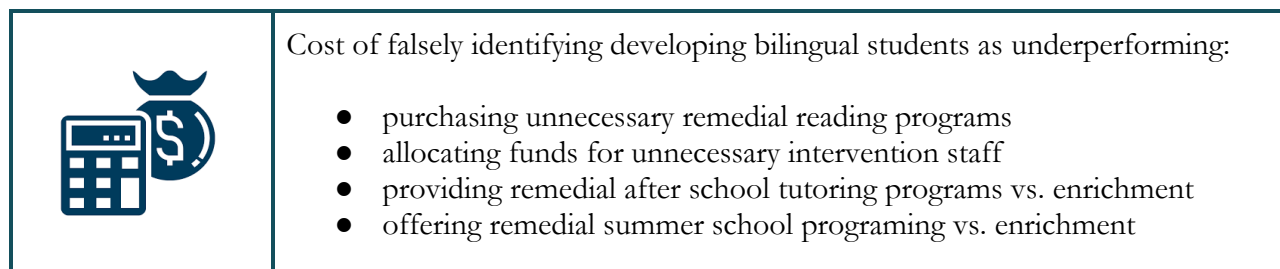 Cost of falsely identifying developing bilingual students as underperforming:
● purchasing unnecessary remedial reading programs
● allocating funds for unnecessary intervention staff
● providing remedial after school tutoring programs vs. enrichment
● offering remedial summer school programing vs. enrichment
$